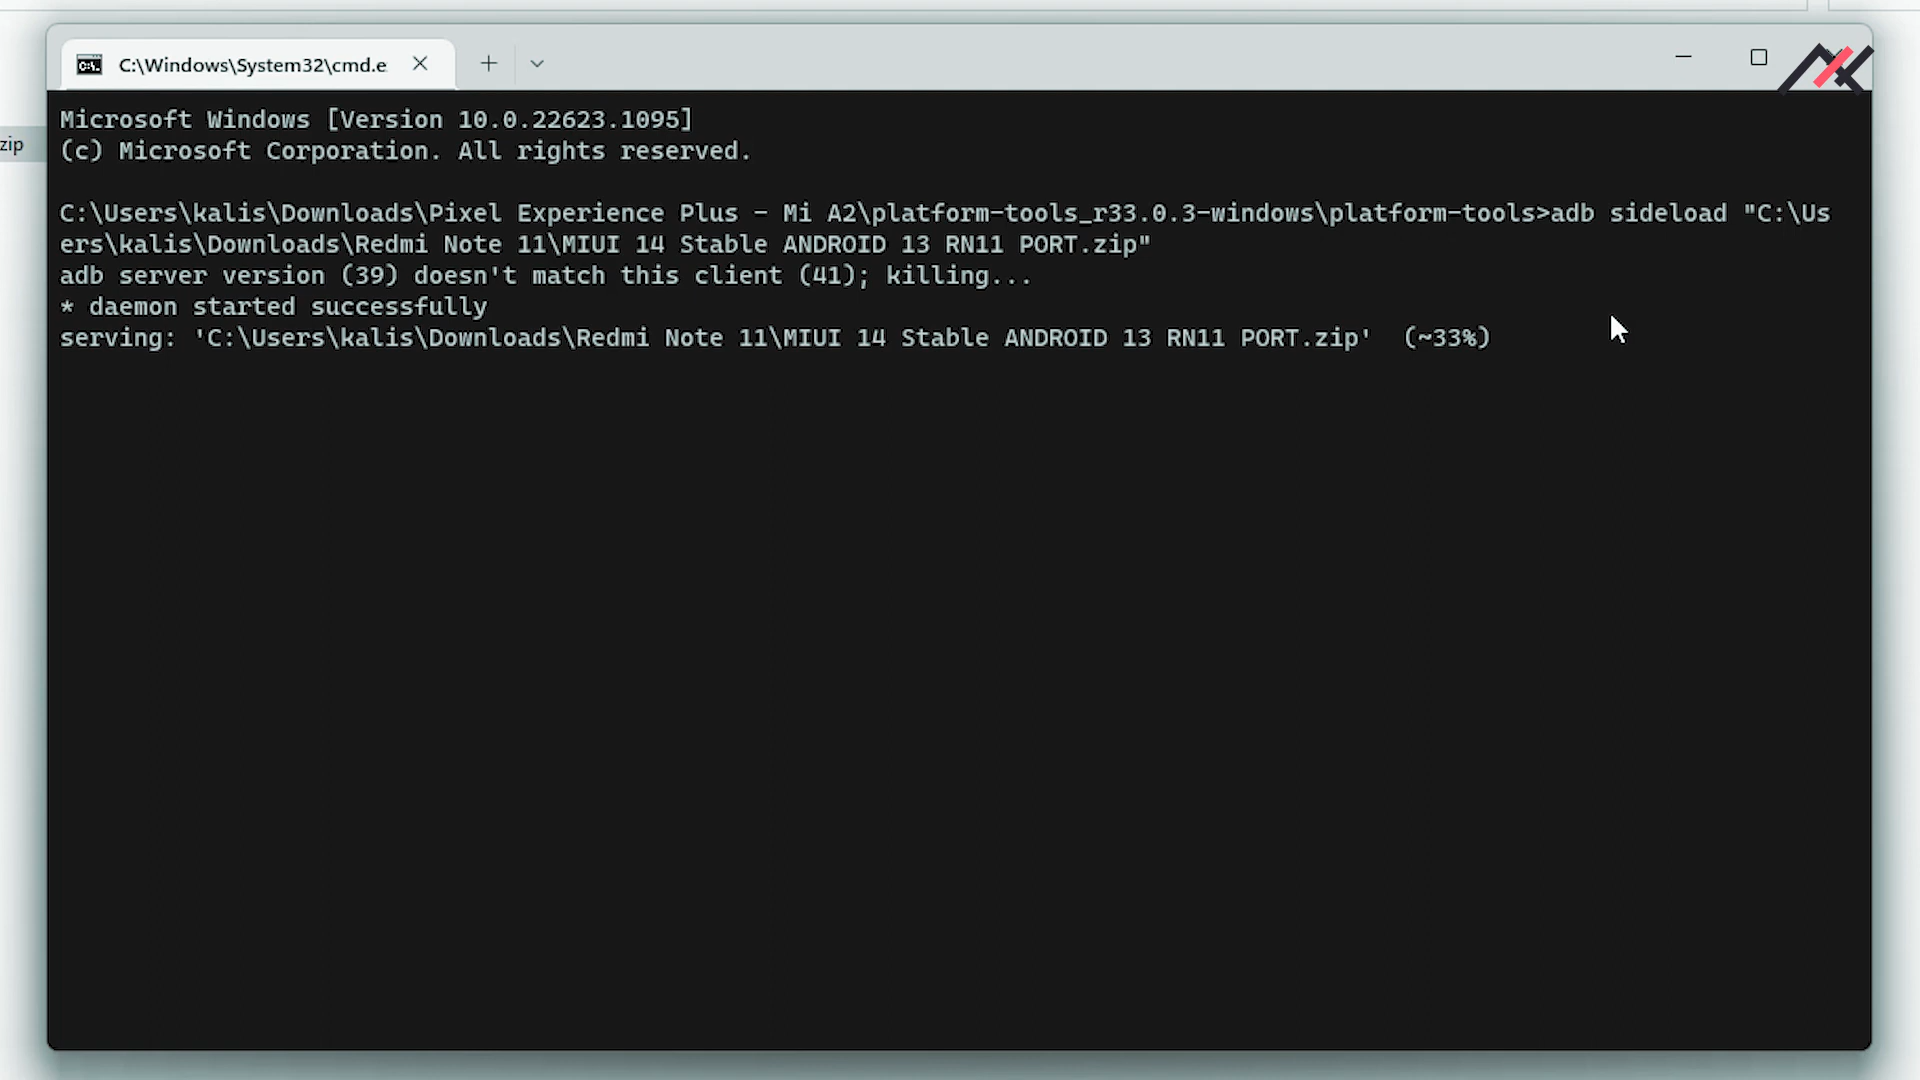 C:\Windows\System32\cmd.e
zip
Microsoft Windows [Version 10.0.22623.1095]
(c) Microsoft Corporation. All rights reserved.
C:\Users\kalis\Downloads\Pixel Experience Plus - Mi A2\platform-tools_r33.0.3-windows\platform-tools>adb sideload "C:\Us
ers\kalis\Downloads\Redmi Note 11\MIUI 14 Stable ANDROID 13 RN11 PORT.zip"
adb server version (39) doesn't match this client (41); killing...
* daemon started successfully
serving: 'C:\Users\kalis\Downloads\Redmi Note 11\MIUI 14 Stable ANDROID 13 RN11 PORT.zip'  (~33%)